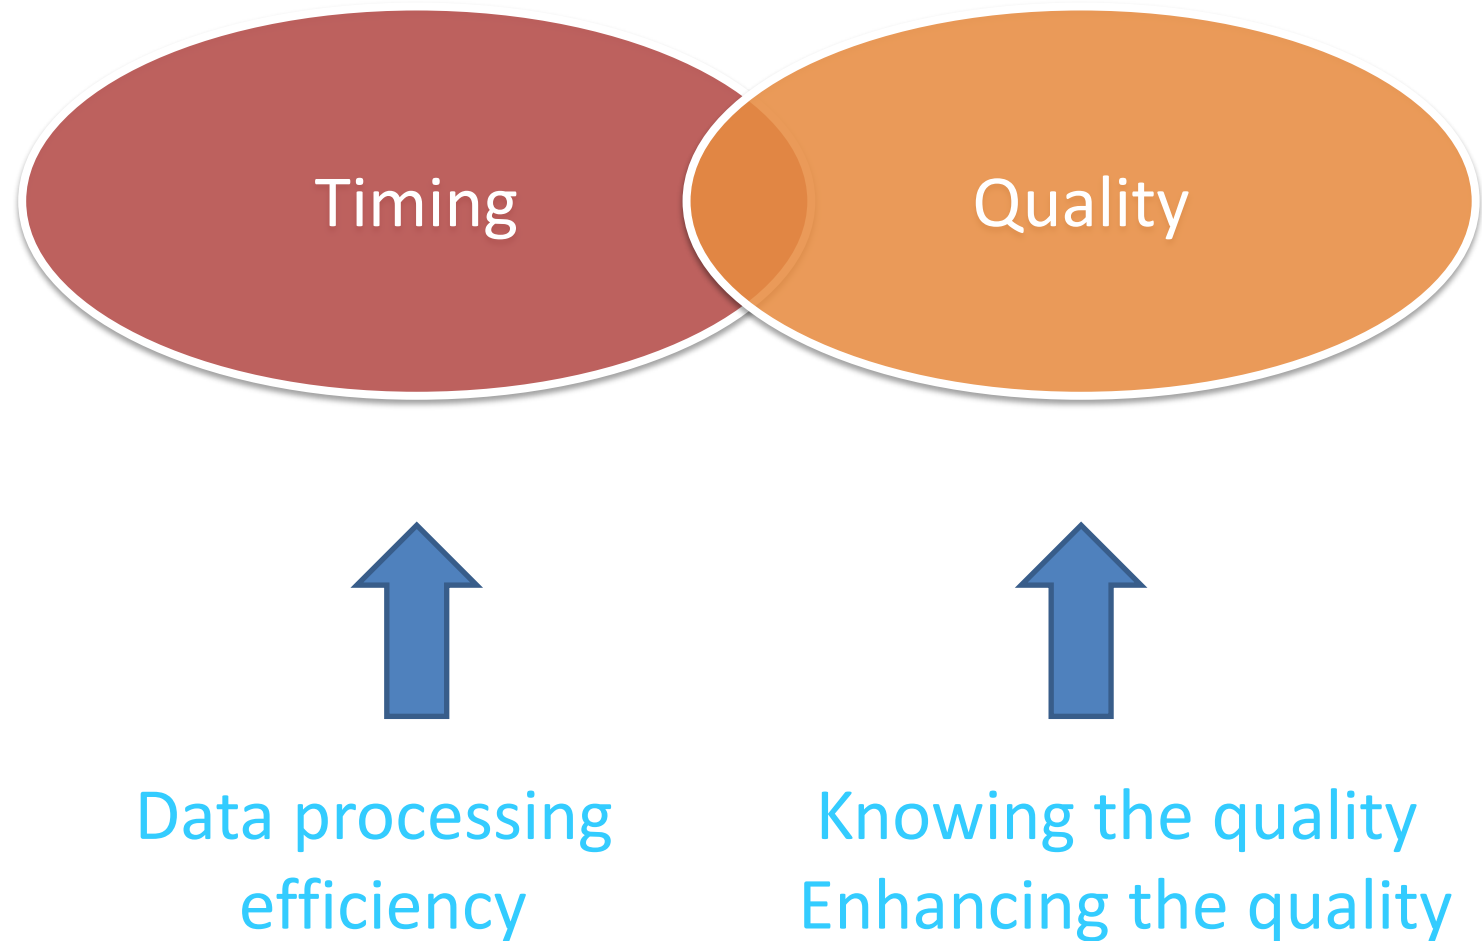 Timing
Quality
Data processing
efficiency
Knowing the quality
Enhancing the quality